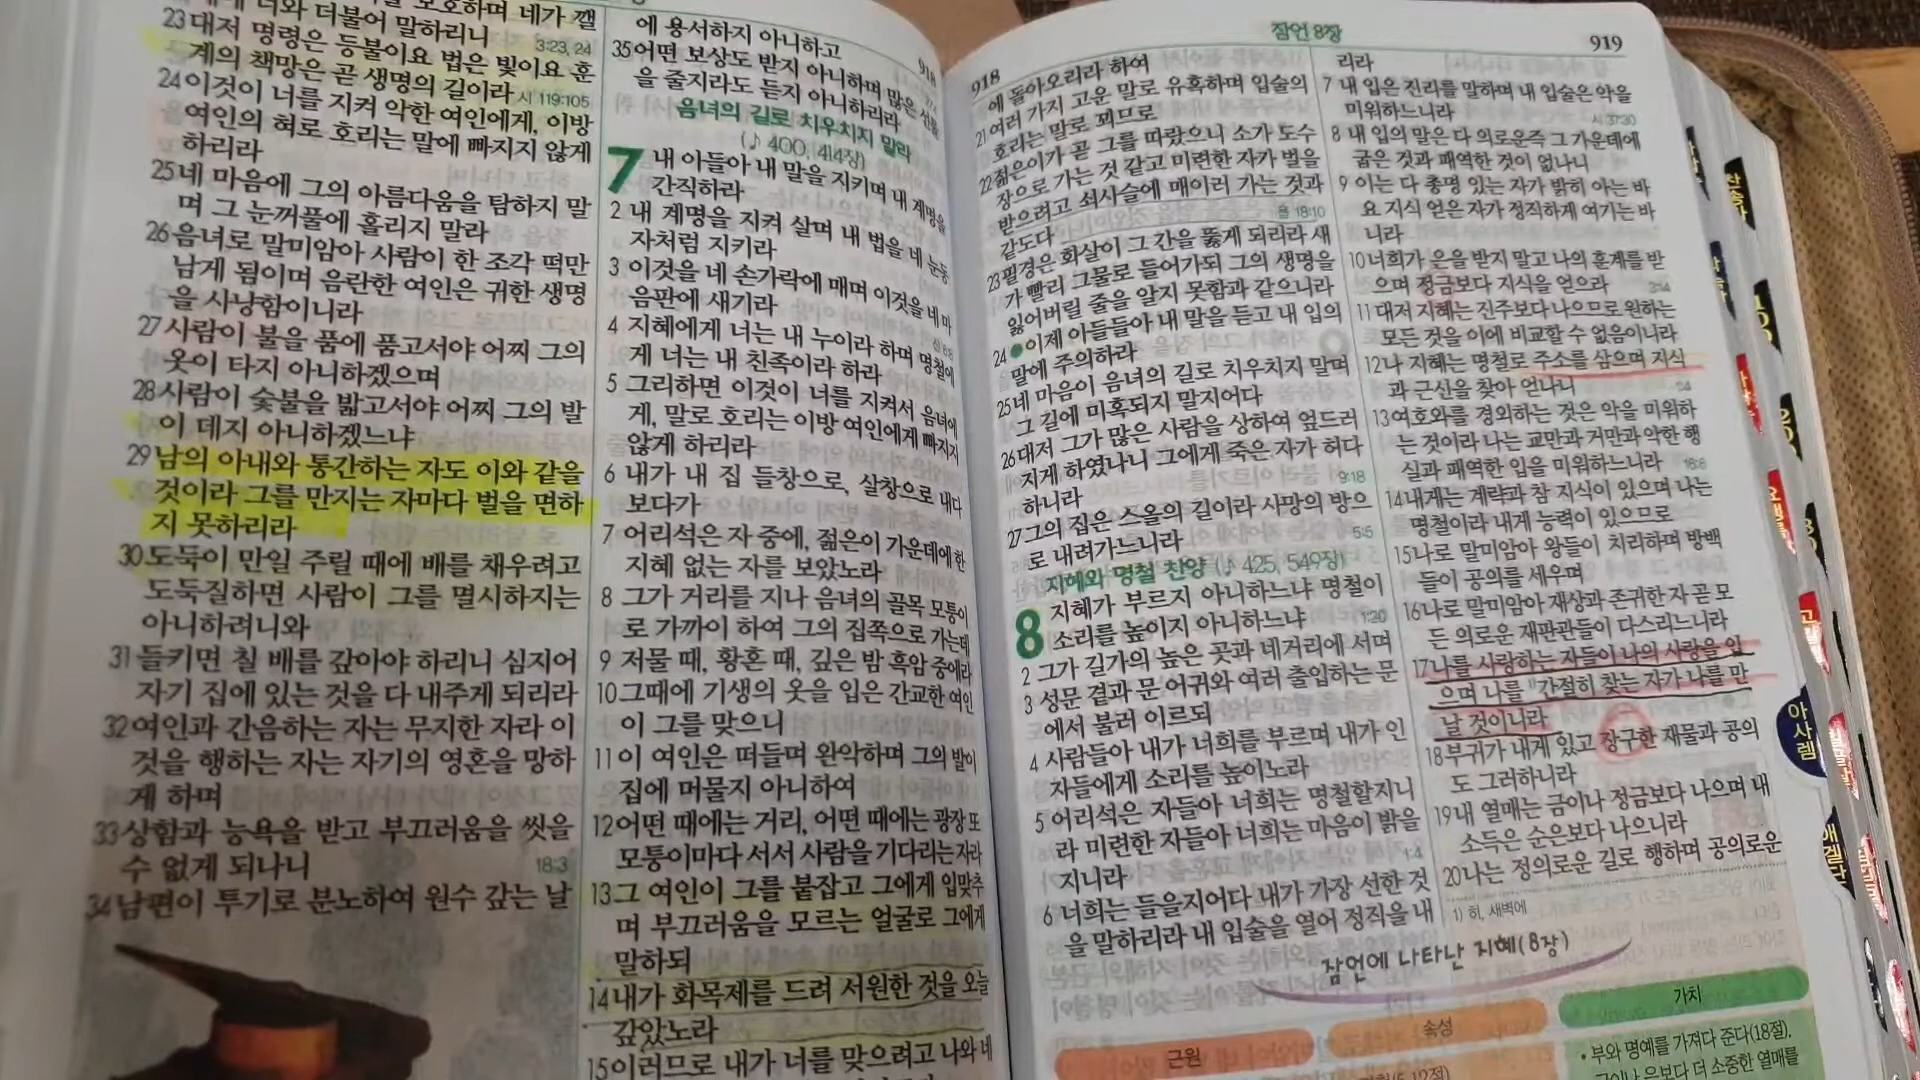 너와 더불어 말하리니
23 대저 명령은 등불이요 법은 빛이요 훈 3:23, 24
계의 책망은 곧 생명의 길이라 시 119:105
24 이것이 너를 지켜 악한 여인에게, 이방
여인의 혀로 호리는 말에 빠지지 않게
하리라
25 네 마음에 그의 아름다움을 탐하지 말
며 그 눈꺼풀에 홀리지 말라
26 음녀로 말미암아 사람이 한 조각 떡만
남게 됨이며 음란한 여인은 귀한 생명
을 사냥함이니라
27 사람이 불을 품에 품고서야 어찌 그의
옷이 타지 아니하겠으며
28 사람이 숯불을 밟고서야 어찌 그의 발
이 데지 아니하겠느냐
29 남의 아내와 통간하는 자도 이와 같을
것이라 그를 만지는 자마다 벌을 면하
지 못하리라
30 도둑이 만일 주릴 때에 배를 채우려고
도둑질하면 사람이 그를 멸시하지는
아니하려니와
31 들키면 칠 배를 갚아야 하리니 심지어
자기 집에 있는 것을 다 내주게 되리라
32 여인과 간음하는 자는 무지한 자라 이
것을 행하는 자는 자기의 영혼을 망하
게 하며
33 상함과 능욕을 받고 부끄러움을 씻을
수 없게 되나니 18:3
34 남편이 투기로 분노하여 원수 갚는 날
에 용서하지 아니하고
35 어떤 보상도 받지 아니하며 많은 선물
을 줄지라도 듣지 아니하리라
음녀의 길로 치우치지 말라
(♪ 400, 414장)
7 내 아들아 내 말을 지키며 내 계명을
간직하라
2 내 계명을 지켜 살며 내 법을 네 눈동
자처럼 지키라
3 이것을 네 손가락에 매며 이것을 네 마
음판에 새기라
4 지혜에게 너는 내 누이라 하며 명철에
게 너는 내 친족이라 하라
5 그리하면 이것이 너를 지켜서 음녀에
게, 말로 호리는 이방 여인에게 빠지지
않게 하리라
6 내가 내 집 들창으로, 살창으로 내다
보다가
7 어리석은 자 중에, 젊은이 가운데에 한
지혜 없는 자를 보았노라
8 그가 거리를 지나 음녀의 골목 모퉁이
로 가까이 하여 그의 집쪽으로 가는데
9 저물 때, 황혼 때, 깊은 밤 흑암 중에라
10 그때에 기생의 옷을 입은 간교한 여인
이 그를 맞으니
11 이 여인은 떠들며 완악하며 그의 발이
집에 머물지 아니하여
12 어떤 때에는 거리, 어떤 때에는 광장 또
모퉁이마다 서서 사람을 기다리는 자라
13 그 여인이 그를 붙잡고 그에게 입맞추
며 부끄러움을 모르는 얼굴로 그에게
말하되
14 내가 화목제를 드려 서원한 것을 오늘
갚았노라
15 이러므로 내가 너를 맞으려고 나와 네
918
에 돌아오리라 하여
21 여러 가지 고운 말로 유혹하며 입술의
호리는 말로 꾀므로
22 젊은이가 곧 그를 따랐으니 소가 도수
장으로 가는 것 같고 미련한 자가 벌을
받으려고 쇠사슬에 매이러 가는 것과
같도다 욥 18:10
23 필경은 화살이 그 간을 뚫게 되리라 새
가 빨리 그물로 들어가되 그의 생명을
잃어버릴 줄을 알지 못함과 같으니라
24 ● 이제 아들들아 내 말을 듣고 내 입의
말에 주의하라
25 네 마음이 음녀의 길로 치우치지 말며
그 길에 미혹되지 말지어다
26 대저 그가 많은 사람을 상하여 엎드러
지게 하였나니 그에게 죽은 자가 허다
하니라 9:18
27 그의 집은 스올의 길이라 사망의 방으
로 내려가느니라 5:5
지혜와 명철 찬양 (♪ 425, 549장)
8 지혜가 부르지 아니하느냐 명철이
소리를 높이지 아니하느냐 1:20
2 그가 길가의 높은 곳과 네거리에 서며
3 성문 곁과 문 어귀와 여러 출입하는 문
에서 불러 이르되
4 사람들아 내가 너희를 부르며 내가 인
자들에게 소리를 높이노라
5 어리석은 자들아 너희는 명철할지니
라 미련한 자들아 너희는 마음이 밝을
지니라 1:4
6 너희는 들을지어다 내가 가장 선한 것
을 말하리라 내 입술을 열어 정직을 내
잠언 8장 919
리라
7 내 입은 진리를 말하며 내 입술은 악을
미워하느니라 시 37:30
8 내 입의 말은 다 의로운즉 그 가운데에
굽은 것과 패역한 것이 없나니
9 이는 다 총명 있는 자가 밝히 아는 바
요 지식 얻은 자가 정직하게 여기는 바
니라
10 너희가 은을 받지 말고 나의 훈계를 받
으며 정금보다 지식을 얻으라 3:14
11 대저 지혜는 진주보다 나으므로 원하는
모든 것을 이에 비교할 수 없음이니라
12 나 지혜는 명철로 주소를 삼으며 지식
과 근신을 찾아 얻나니
13 여호와를 경외하는 것은 악을 미워하
는 것이라 나는 교만과 거만과 악한 행
실과 패역한 입을 미워하느니라 16:6
14 내게는 계략과 참 지식이 있으며 나는
명철이라 내게 능력이 있으므로
15 나로 말미암아 왕들이 치리하며 방백
들이 공의를 세우며
16 나로 말미암아 재상과 존귀한 자 곧 모
든 의로운 재판관들이 다스리느니라
17 나를 사랑하는 자들이 나의 사랑을 입
으며 나를 1)간절히 찾는 자가 나를 만
날 것이니라
18 부귀가 내게 있고 장구한 재물과 공의
도 그러하니라
19 내 열매는 금이나 정금보다 나으며 내
소득은 순은보다 나으니라
20 나는 정의로운 길로 행하며 공의로운
1) 히, 새벽에
잠언에 나타난 지혜(8장)
근원
속성
가치
• 부와 명예를 가져다 준다(18절).
아사렘